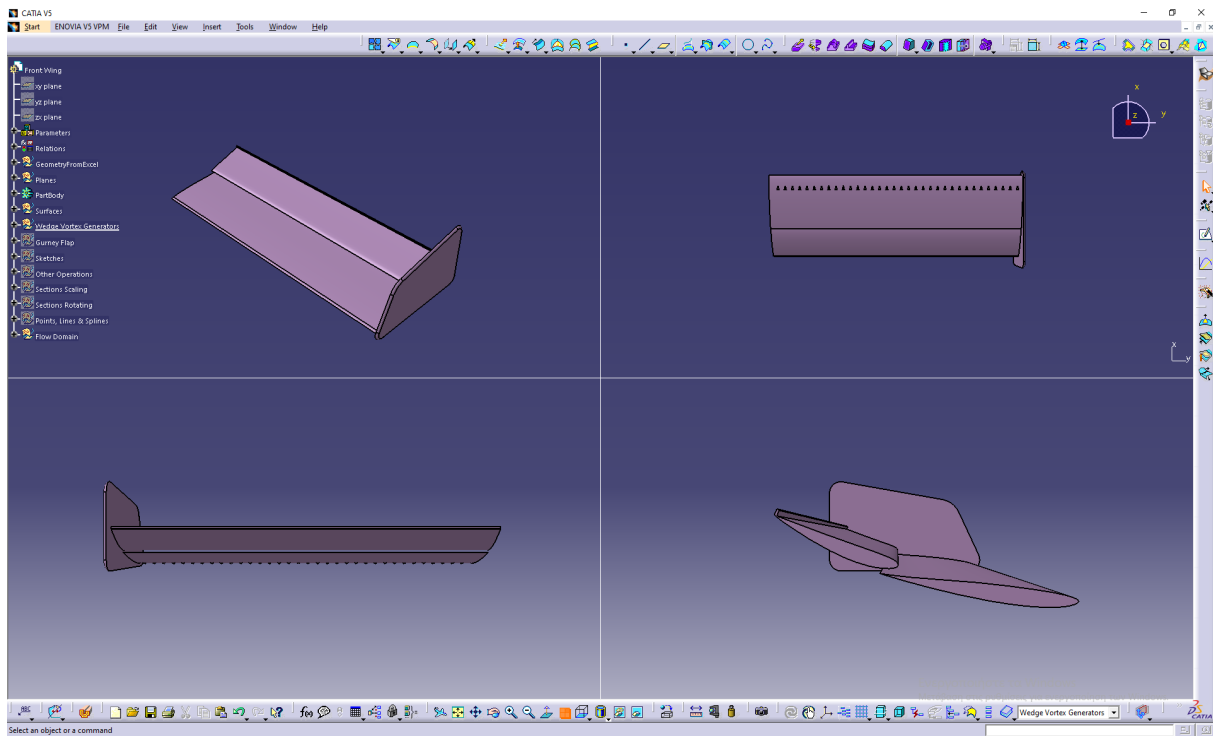 CATIA V5
Start ENOVIA V5 VPM File Edit View Insert Tools Window Help
Front Wing
xy plane
yz plane
zx plane
Parameters
Relations
GeometryFromExcel
Planes
PartBody
Surfaces
Wedge Vortex Generators
Gurney Flap
Sketches
Other Operations
Sections Scaling
Sections Rotating
Points, Lines & Splines
Flow Domain
x
y
z
x
y
f(x)
Wedge Vortex Generators
CATIA
Select an object or a command